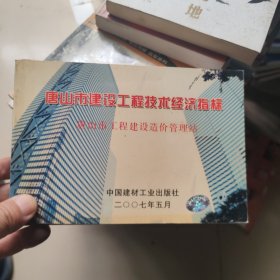 地
唐山市建设工程技术经济指标
唐山市工程建设造价管理站
中国建材工业出版社
二〇〇七年五月